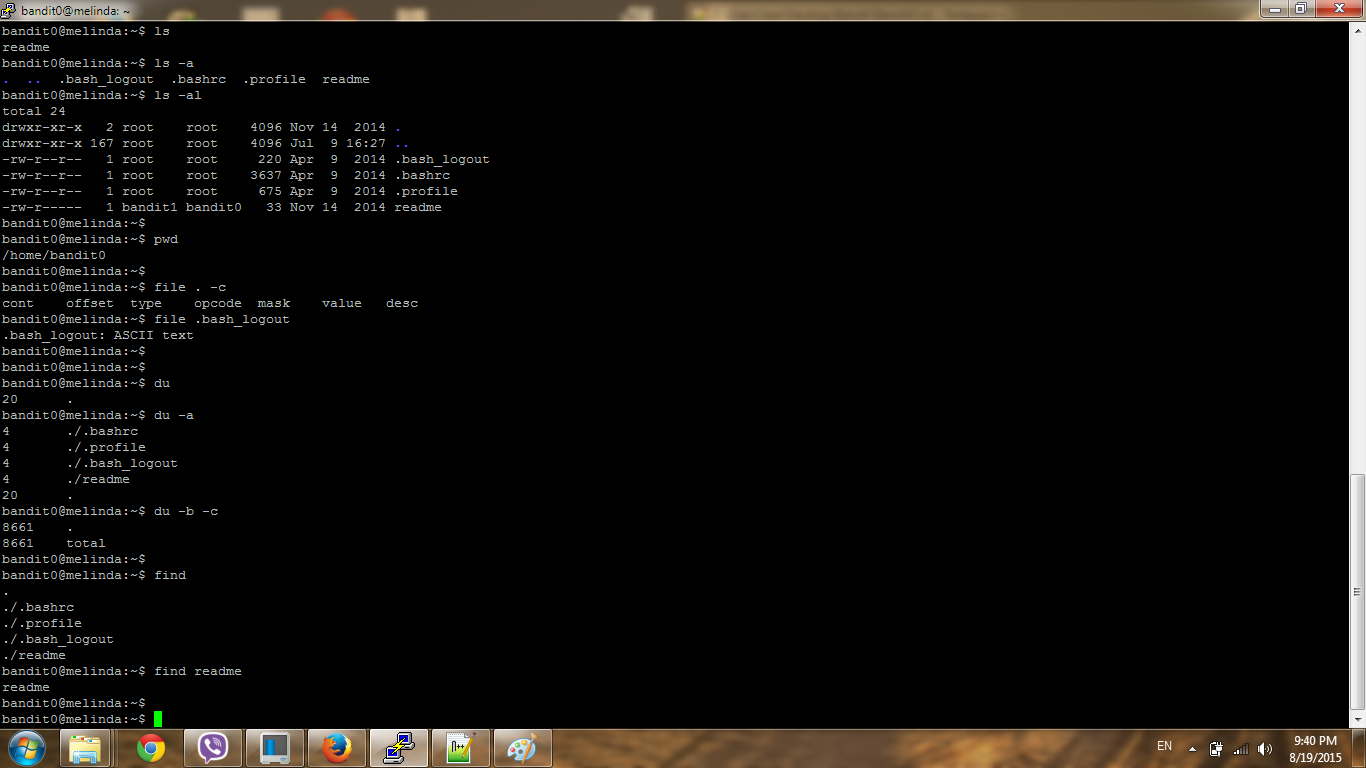 bandit0@melinda: ~
bandit0@melinda:~$ ls
readme
bandit0@melinda:~$ ls -a
.  ..  .bash_logout  .bashrc  .profile  readme
bandit0@melinda:~$ ls -al
total 24
drwxr-xr-x   2 root    root    4096 Nov 14  2014 .
drwxr-xr-x 167 root    root    4096 Jul  9 16:27 ..
-rw-r--r--   1 root    root     220 Apr  9  2014 .bash_logout
-rw-r--r--   1 root    root    3637 Apr  9  2014 .bashrc
-rw-r--r--   1 root    root     675 Apr  9  2014 .profile
-rw-r-----   1 bandit1 bandit0   33 Nov 14  2014 readme
bandit0@melinda:~$
bandit0@melinda:~$ pwd
/home/bandit0
bandit0@melinda:~$
bandit0@melinda:~$ file . -c
cont    offset  type    opcode  mask    value   desc
bandit0@melinda:~$ file .bash_logout
.bash_logout: ASCII text
bandit0@melinda:~$
bandit0@melinda:~$
bandit0@melinda:~$ du
20      .
bandit0@melinda:~$ du -a
4       ./.bashrc
4       ./.profile
4       ./.bash_logout
4       ./readme
20      .
bandit0@melinda:~$ du -b -c
8661    .
8661    total
bandit0@melinda:~$
bandit0@melinda:~$ find
.
./.bashrc
./.profile
./.bash_logout
./readme
bandit0@melinda:~$ find readme
readme
bandit0@melinda:~$
bandit0@melinda:~$
EN
9:40 PM
8/19/2015